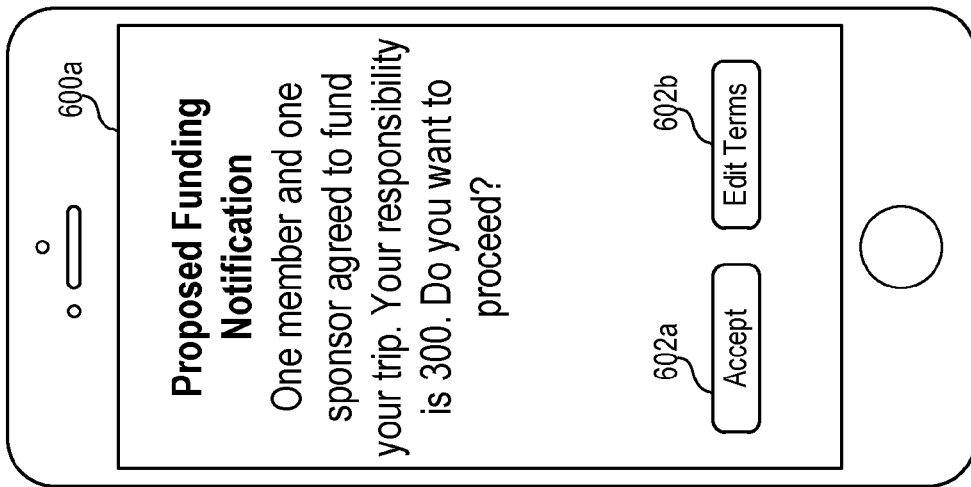 600a
Proposed Funding
Notification
One member and one
sponsor agreed to fund
your trip. Your responsibility
is 300. Do you want to
proceed?
602a
602b
Accept
Edit Terms